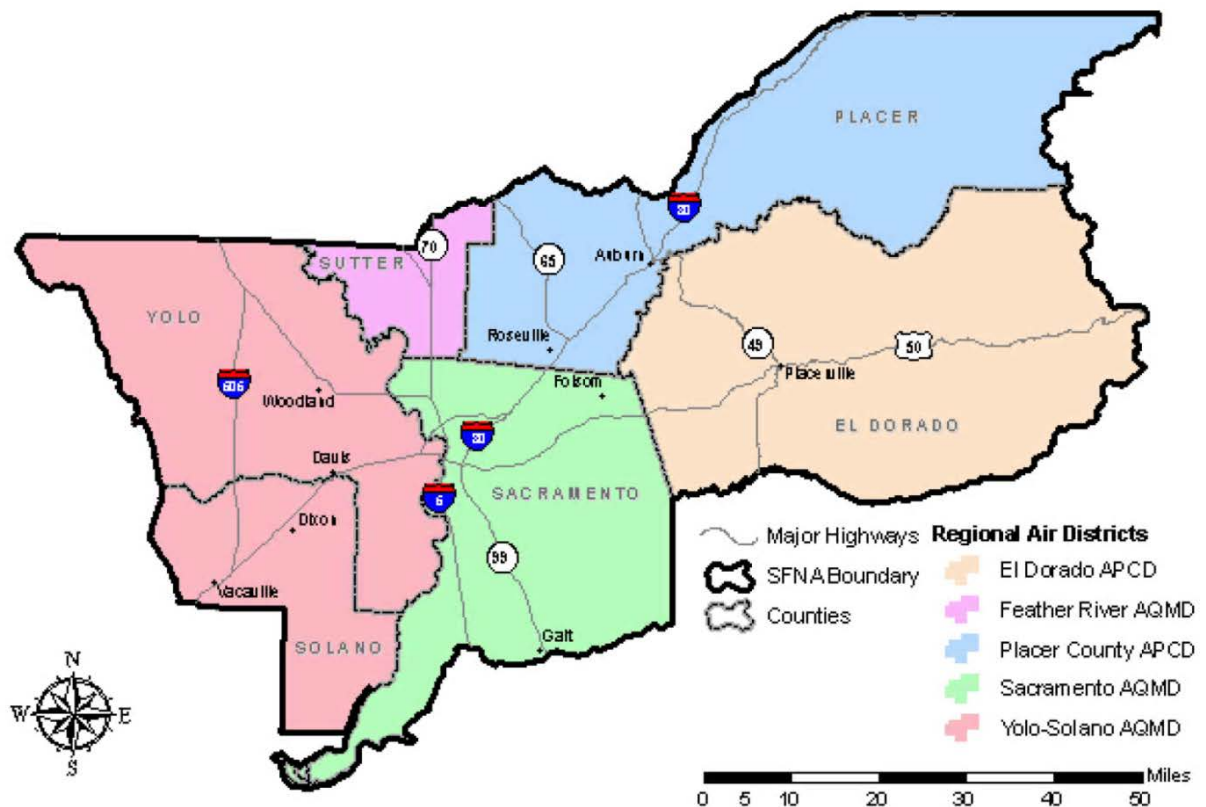 PLACER
80
70
SUTTER
65
Auburn
YOLO
Roseville
49
50
606
Placerville
Folsom
Woodland
EL DORADO
80
Davis
SACRAMENTO
6
Dixon
99
Major Highways
SFNA Boundary
Counties
Regional Air Districts
El Dorado APCD
Feather River AQMD
Placer County APCD
Sacramento AQMD
Yolo-Solano AQMD
Vacaville
SOLANO
Galt
N
W E
S
Miles
0 5 10 20 30 40 50